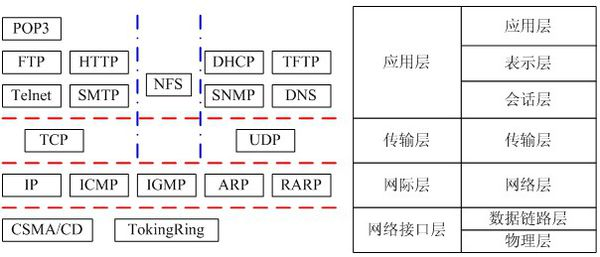 POP3
FTP HTTP NFS DHCP TFTP
Telnet SMTP SNMP DNS
TCP UDP
IP ICMP IGMP ARP RARP
CSMA/CD TokingRing
应用层 应用层
表示层
会话层
传输层 传输层
网际层 网络层
网络接口层 数据链路层
物理层